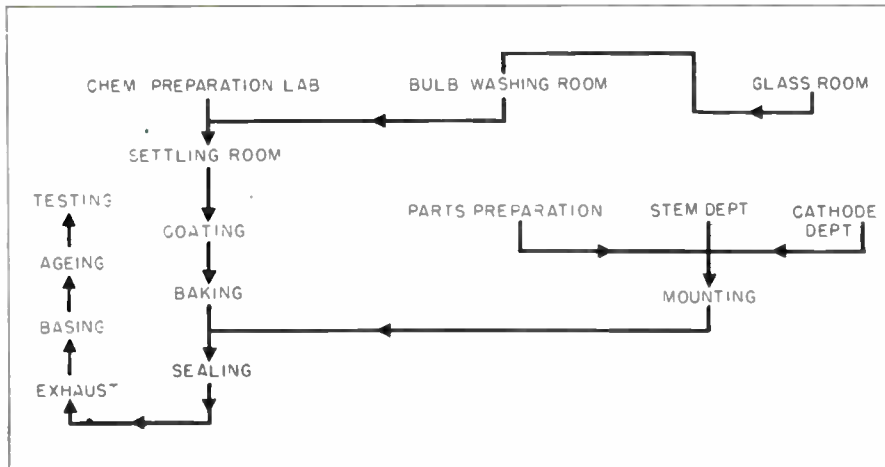 CHEM PREPARATION LAB
BULB WASHING ROOM
GLASS ROOM
SETTLING ROOM
TESTING
PARTS PREPARATION
STEM DEPT
CATHODE
DEPT
COATING
AGEING
BAKING
MOUNTING
BASING
SEALING
EXHAUST